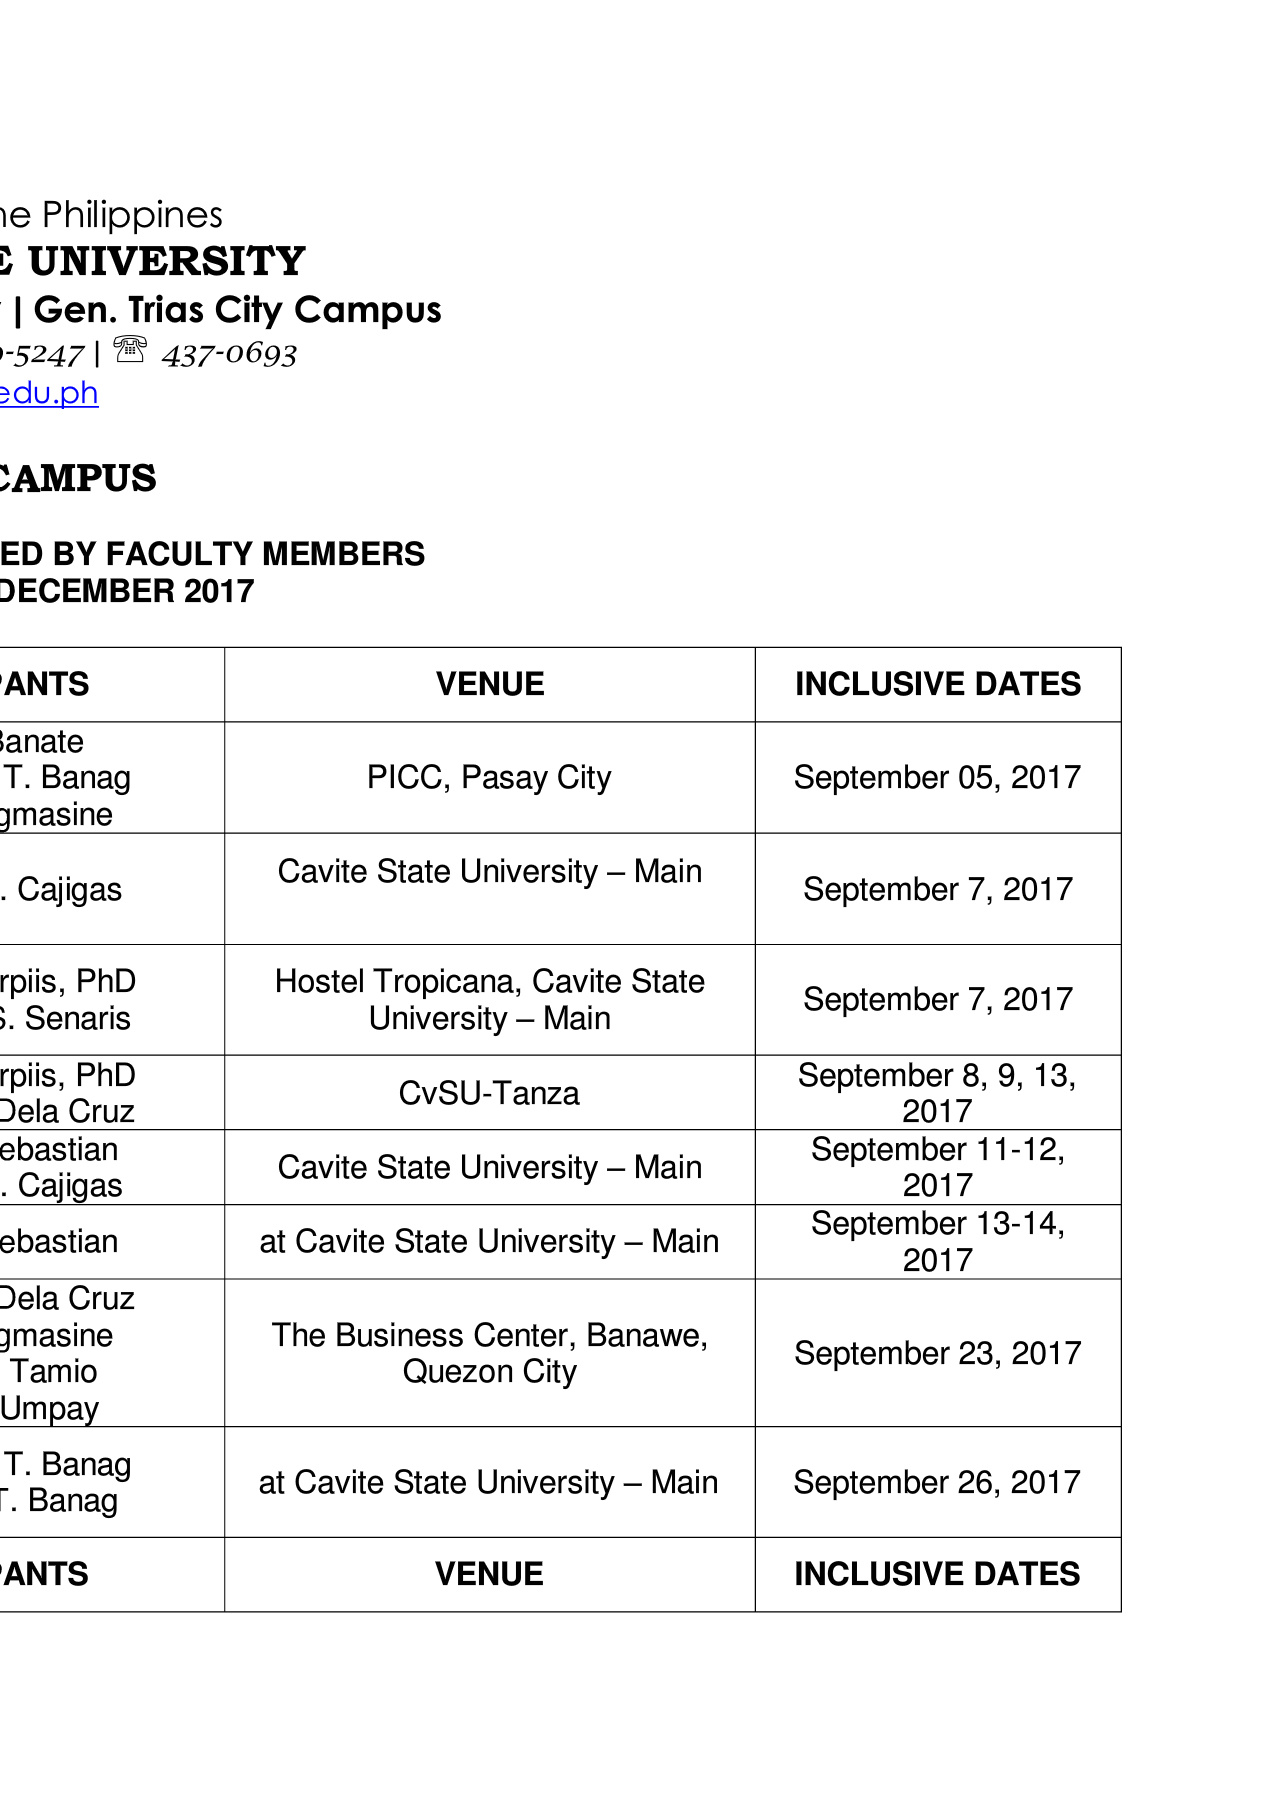 ne Philippines
E UNIVERSITY
| Gen. Trias City Campus
-5247 | ☏ 437-0693
edu.ph
CAMPUS
ED BY FACULTY MEMBERS
DECEMBER 2017
PANTS VENUE INCLUSIVE DATES
Banate
T. Banag PICC, Pasay City September 05, 2017
gmasine
Cavite State University – Main
. Cajigas September 7, 2017
rpiis, PhD Hostel Tropicana, Cavite State
September 7, 2017
S. Senaris University – Main
rpiis, PhD September 8, 9, 13,
CvSU-Tanza
Dela Cruz 2017
ebastian September 11-12,
Cavite State University – Main
. Cajigas 2017
September 13-14,
ebastian at Cavite State University – Main
2017
Dela Cruz
gmasine The Business Center, Banawe,
September 23, 2017
Tamio Quezon City
Umpay
T. Banag
at Cavite State University – Main September 26, 2017
T. Banag
PANTS VENUE INCLUSIVE DATES